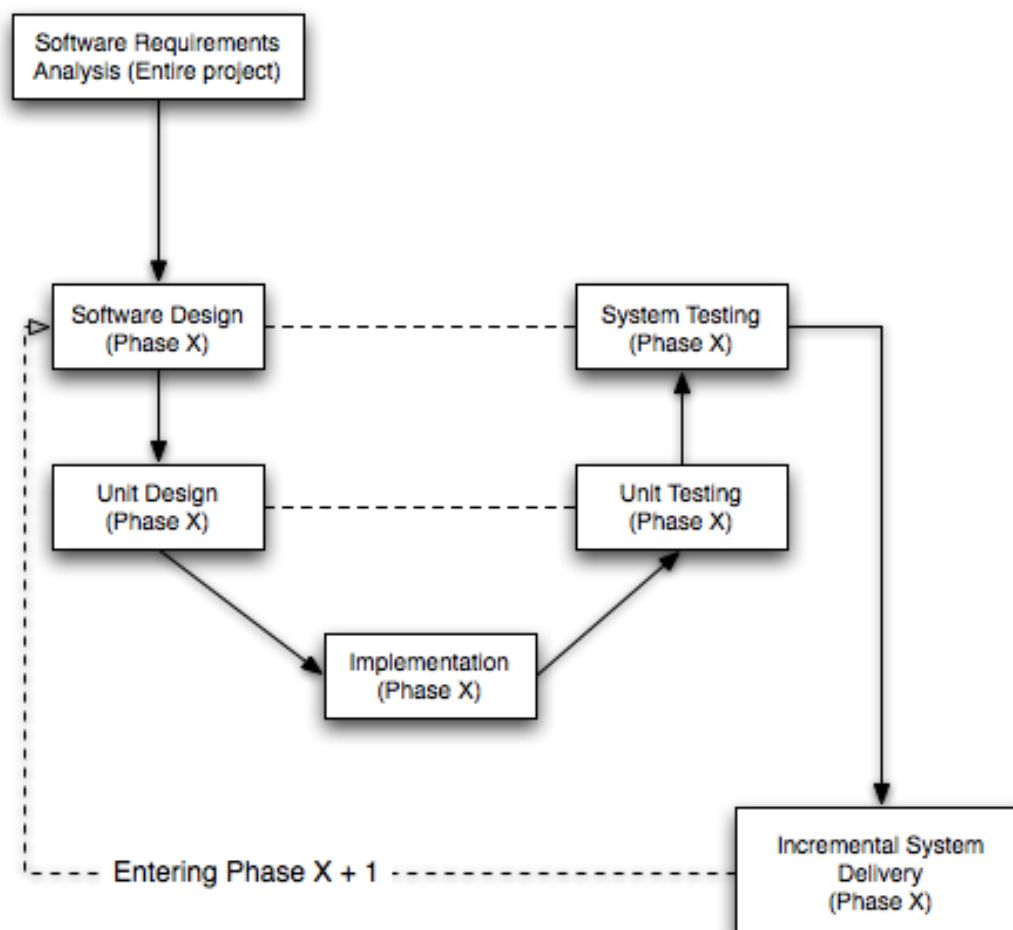 Software Requirements
Analysis (Entire project)
Software Design
(Phase X)
System Testing
(Phase X)
Unit Design
(Phase X)
Unit Testing
(Phase X)
Implementation
(Phase X)
Incremental System
Delivery
(Phase X)
Entering Phase X + 1